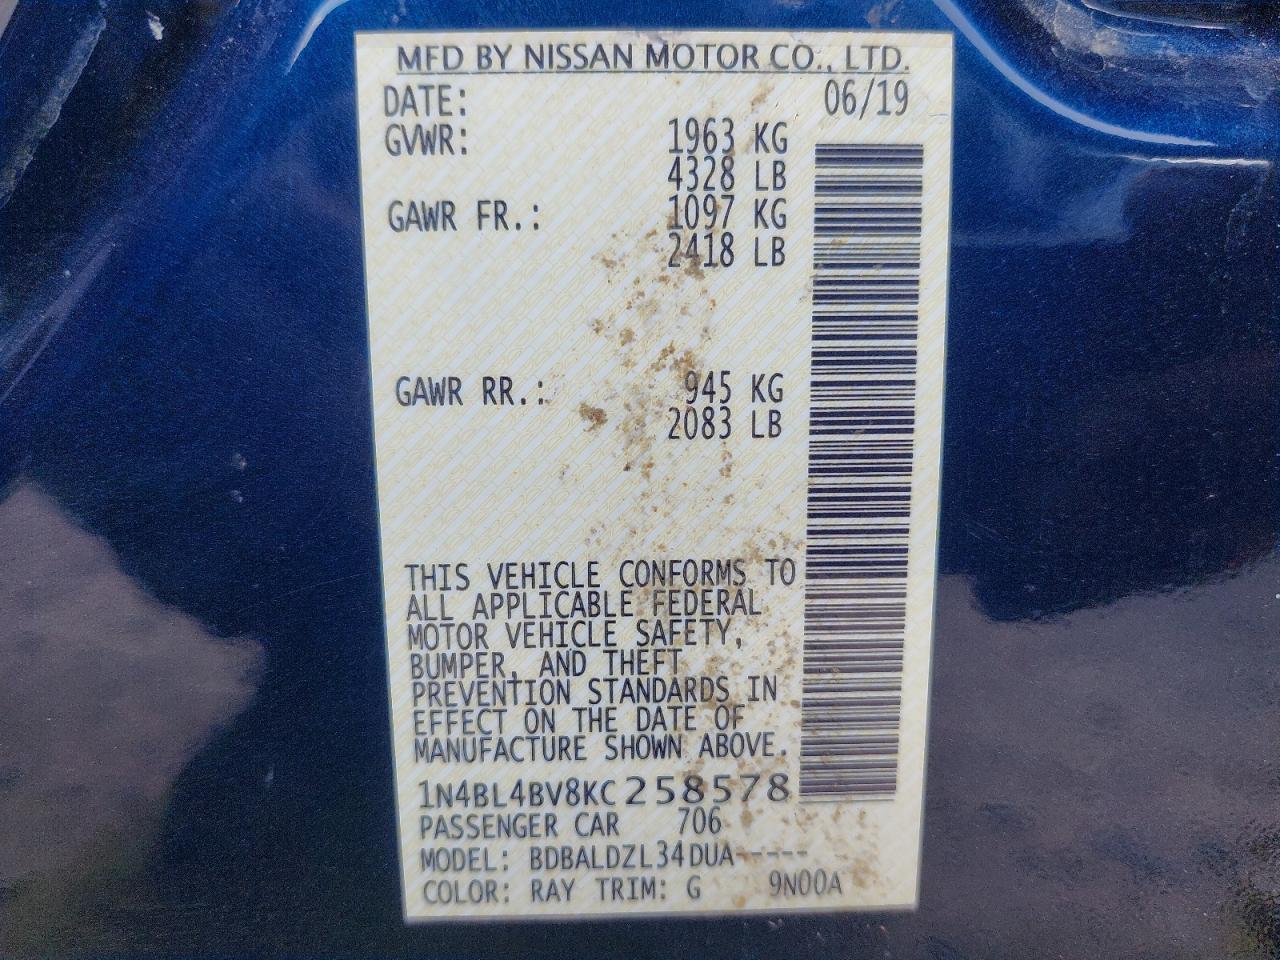 MFD BY NISSAN MOTOR CO., LTD.
DATE: 06/19
GVWR: 1963 KG
4328 LB
GAWR FR.: 1097 KG
2418 LB
GAWR RR.: 945 KG
2083 LB
THIS VEHICLE CONFORMS TO
ALL APPLICABLE FEDERAL
MOTOR VEHICLE SAFETY,
BUMPER, AND THEFT
PREVENTION STANDARDS IN
EFFECT ON THE DATE OF
MANUFACTURE SHOWN ABOVE.
1N4BL4BV8KC258578
PASSENGER CAR 706
MODEL: BDBALDZL34DUA-----
COLOR: RAY TRIM: G 9N00A